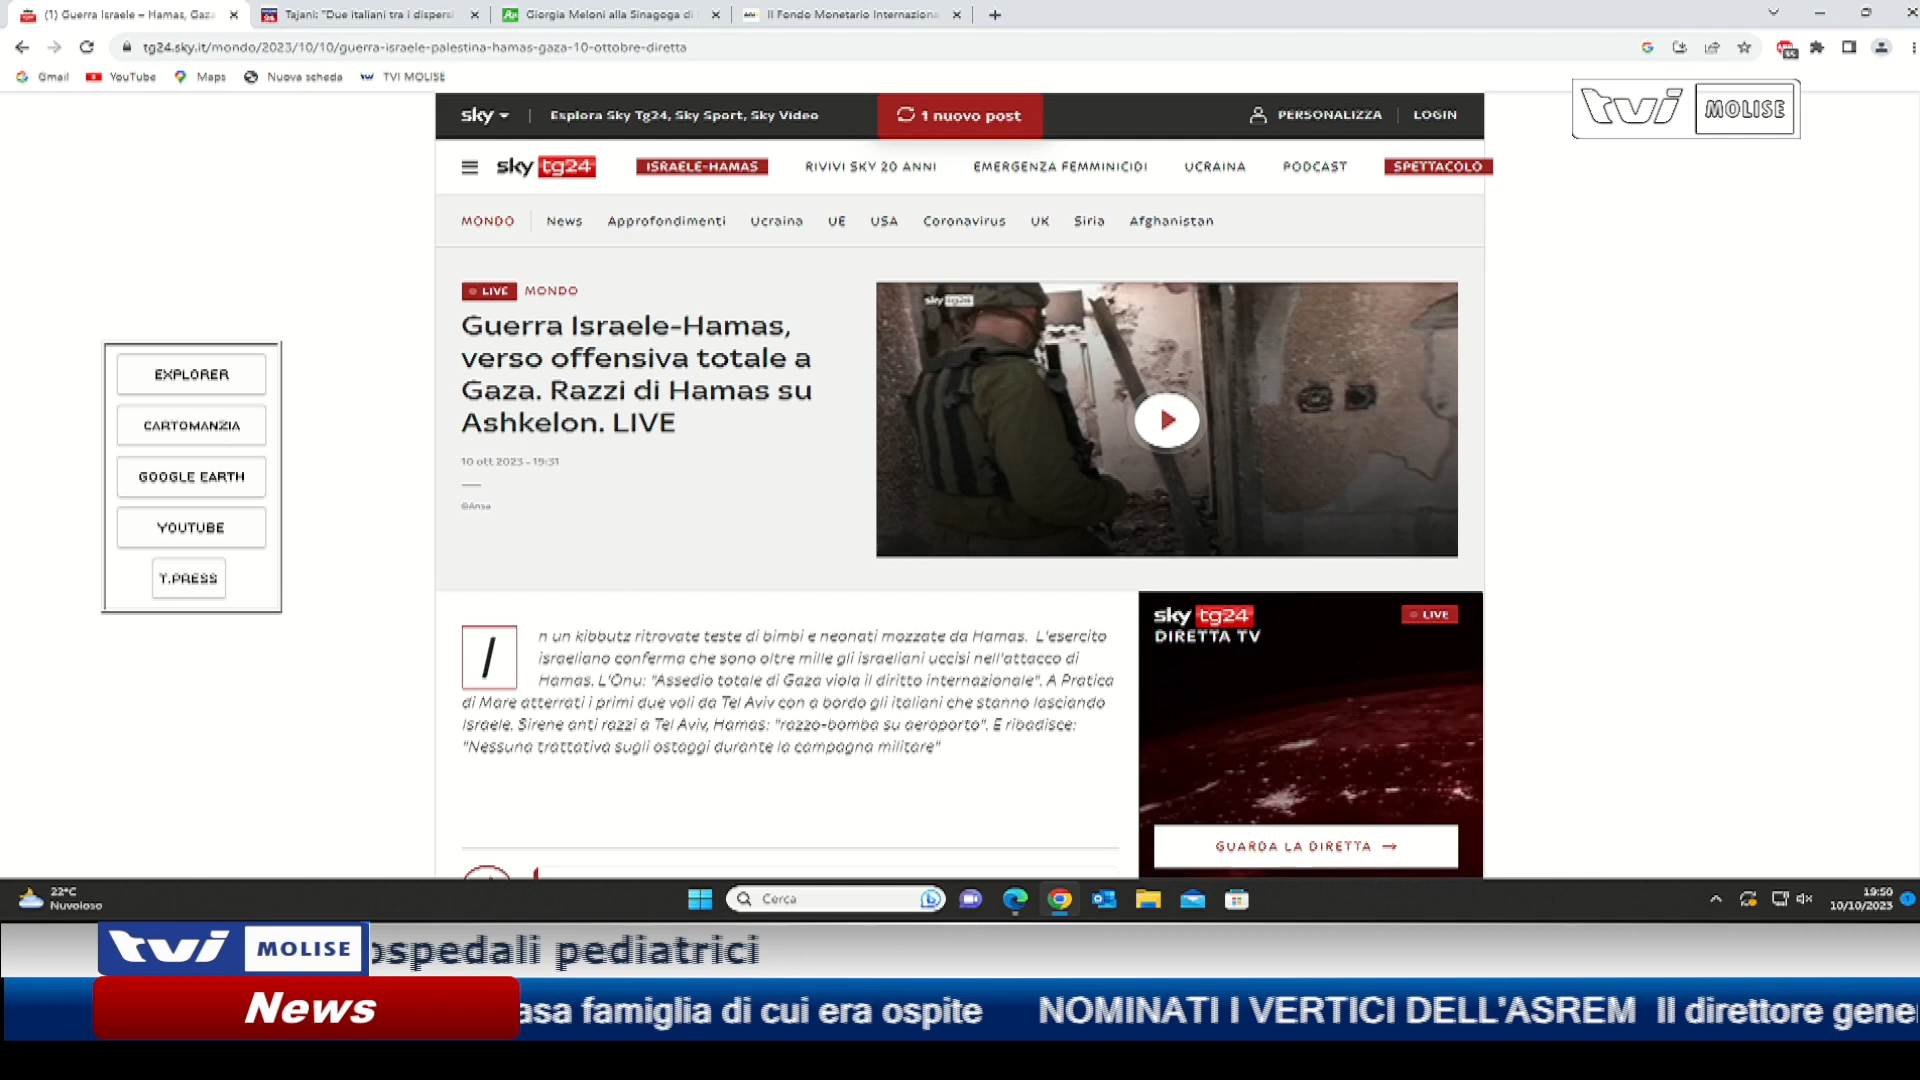 (1) Guerra Israele – Hamas, Gaza
Tajani: "Due italiani tra i dispersi
Giorgia Meloni alla Sinagoga di
Il Fondo Monetario Internaziona
tg24.sky.it/mondo/2023/10/10/guerra-israele-palestina-hamas-gaza-10-ottobre-diretta
Gmail YouTube Maps Nuova scheda TVI MOLISE
tvi MOLISE
sky Esplora Sky Tg24, Sky Sport, Sky Video 1 nuovo post PERSONALIZZA LOGIN
sky tg24 ISRAELE-HAMAS RIVIVI SKY 20 ANNI EMERGENZA FEMMINICIDI UCRAINA PODCAST SPETTACOLO
MONDO News Approfondimenti Ucraina UE USA Coronavirus UK Siria Afghanistan
LIVE MONDO
Guerra Israele-Hamas,
verso offensiva totale a
Gaza. Razzi di Hamas su
Ashkelon. LIVE
10 ott 2023 - 19:31
©Ansa
sky tg24
EXPLORER
CARTOMANZIA
GOOGLE EARTH
YOUTUBE
T.PRESS
In un kibbutz ritrovate teste di bimbi e neonati mozzate da Hamas. L'esercito
israeliano conferma che sono oltre mille gli israeliani uccisi nell'attacco di
Hamas. L'Onu: "Assedio totale di Gaza viola il diritto internazionale". A Pratica
di Mare atterrati i primi due voli da Tel Aviv con a bordo gli italiani che stanno lasciando
Israele. Sirene anti razzi a Tel Aviv, Hamas: "razzo-bomba su aeroporto". E ribadisce:
"Nessuna trattativa sugli ostaggi durante la campagna militare"
sky tg24 LIVE
DIRETTA TV
GUARDA LA DIRETTA →
22°C
Nuvoloso
Cerca
19:50
10/10/2023
tvi MOLISE ospedali pediatrici
News asa famiglia di cui era ospite NOMINATI I VERTICI DELL'ASREM Il direttore gene